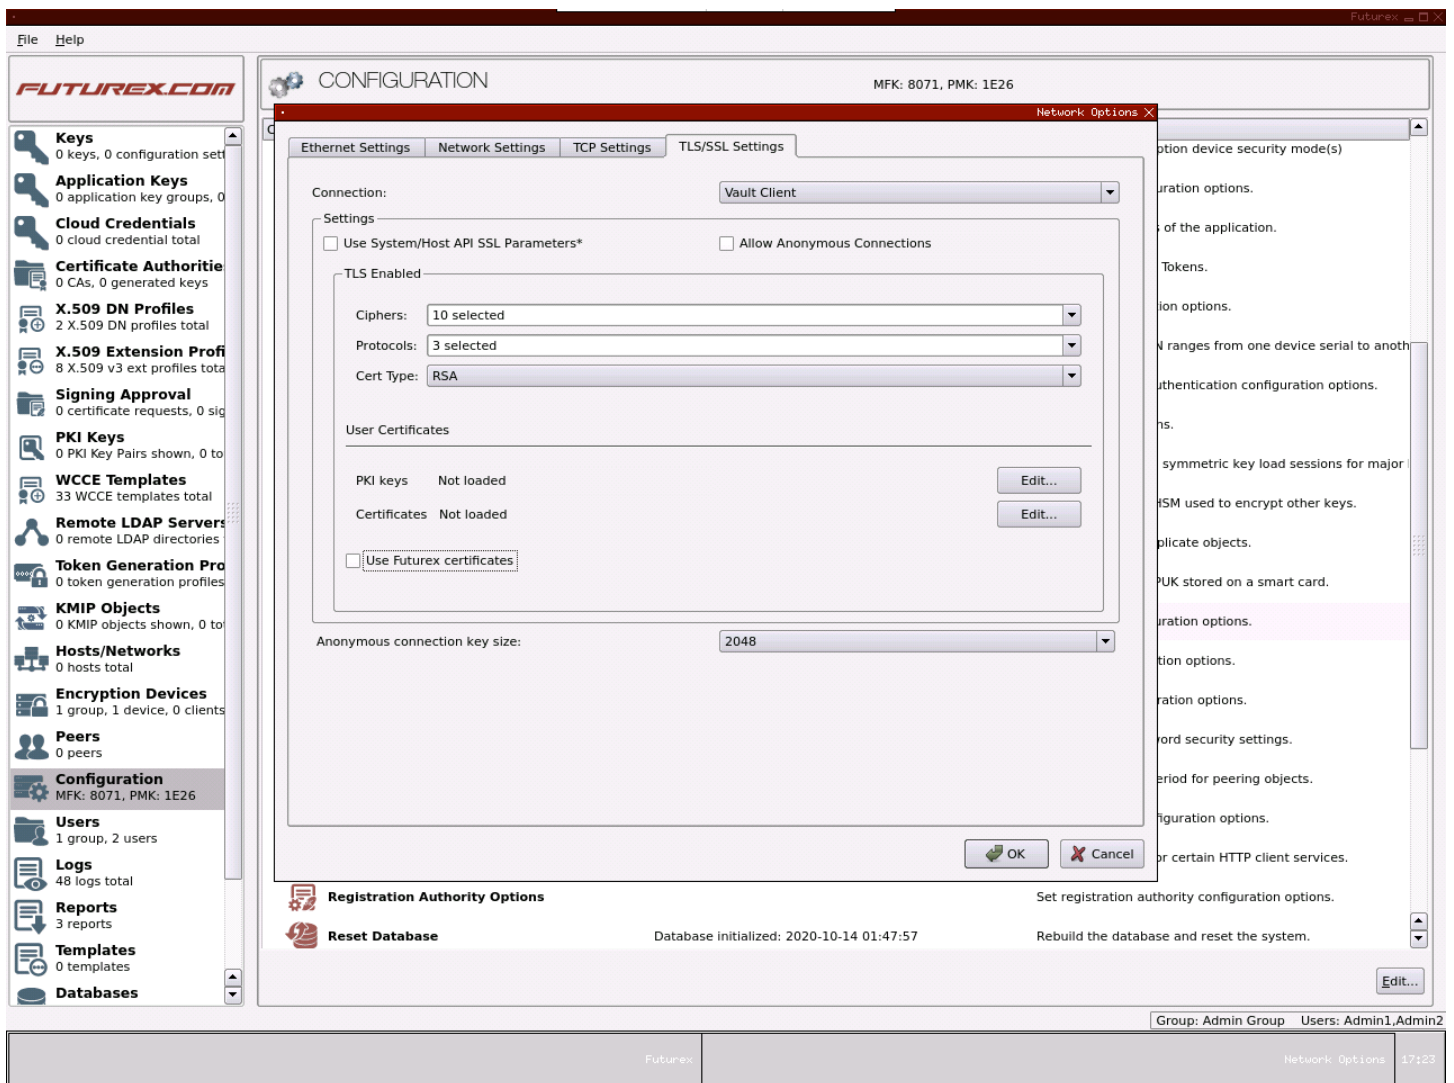 Futurex
File Help
FUTUREX.COM
CONFIGURATION
MFK: 8071, PMK: 1E26
Keys
0 keys, 0 configuration sett
Application Keys
0 application key groups, 0
Cloud Credentials
0 cloud credential total
Certificate Authoritie
0 CAs, 0 generated keys
X.509 DN Profiles
2 X.509 DN profiles total
X.509 Extension Profi
8 X.509 v3 ext profiles tota
Signing Approval
0 certificate requests, 0 sig
PKI Keys
0 PKI Key Pairs shown, 0 to
WCCE Templates
33 WCCE templates total
Remote LDAP Servers
0 remote LDAP directories
Token Generation Pro
0 token generation profiles
KMIP Objects
0 KMIP objects shown, 0 to
Hosts/Networks
0 hosts total
Encryption Devices
1 group, 1 device, 0 clients
Peers
0 peers
Configuration
MFK: 8071, PMK: 1E26
Users
1 group, 2 users
Logs
48 logs total
Reports
3 reports
Templates
0 templates
Databases
Network Options
Ethernet Settings Network Settings TCP Settings TLS/SSL Settings
Connection: Vault Client
Settings
Use System/Host API SSL Parameters* Allow Anonymous Connections
TLS Enabled
Ciphers: 10 selected
Protocols: 3 selected
Cert Type: RSA
User Certificates
PKI keys Not loaded Edit...
Certificates Not loaded Edit...
Use Futurex certificates
Anonymous connection key size: 2048
OK Cancel
ption device security mode(s)
uration options.
of the application.
Tokens.
ion options.
N ranges from one device serial to anoth
uthentication configuration options.
ns.
symmetric key load sessions for major
HSM used to encrypt other keys.
plicate objects.
PUK stored on a smart card.
uration options.
tion options.
ration options.
word security settings.
eriod for peering objects.
figuration options.
or certain HTTP client services.
Registration Authority Options Set registration authority configuration options.
Reset Database Database initialized: 2020-10-14 01:47:57 Rebuild the database and reset the system.
Edit...
Group: Admin Group Users: Admin1,Admin2
Futurex Network Options 17:23